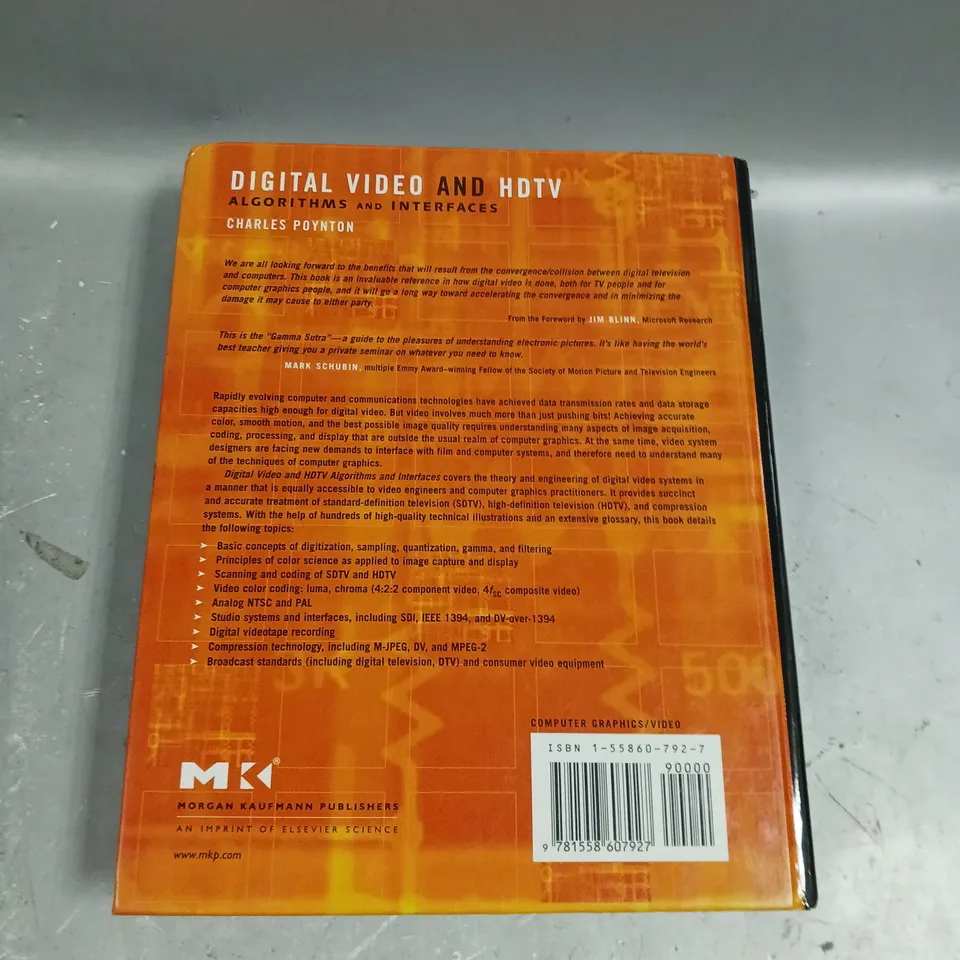 DIGITAL VIDEO AND HDTV
ALGORITHMS AND INTERFACES
CHARLES POYNTON
We are all looking forward to the benefits that will result from the convergence/collision between digital television
and computers. This book is an invaluable reference in how digital video is done, both for TV people and for
computer graphics people, and it will go a long way toward accelerating the convergence and in minimizing the
damage it may cause to either party.
From the Foreword by JIM BLINN, Microsoft Research
This is the "Gamma Sutra"—a guide to the pleasures of understanding electronic pictures. It's like having the world's
best teacher giving you a private seminar on whatever you need to know.
MARK SCHUBIN, multiple Emmy Award–winning Fellow of the Society of Motion Picture and Television Engineers
Rapidly evolving computer and communications technologies have achieved data transmission rates and data storage
capacities high enough for digital video. But video involves much more than just pushing bits! Achieving accurate
color, smooth motion, and the best possible image quality requires understanding many aspects of image acquisition,
coding, processing, and display that are outside the usual realm of computer graphics. At the same time, video system
designers are facing new demands to interface with film and computer systems, and therefore need to understand many
of the techniques of computer graphics.
Digital Video and HDTV Algorithms and Interfaces covers the theory and engineering of digital video systems in
a manner that is equally accessible to video engineers and computer graphics practitioners. It provides succinct
and accurate treatment of standard-definition television (SDTV), high-definition television (HDTV), and compression
systems. With the help of hundreds of high-quality technical illustrations and an extensive glossary, this book details
the following topics:
➤ Basic concepts of digitization, sampling, quantization, gamma, and filtering
➤ Principles of color science as applied to image capture and display
➤ Scanning and coding of SDTV and HDTV
➤ Video color coding: luma, chroma (4:2:2 component video, 4fSC composite video)
➤ Analog NTSC and PAL
➤ Studio systems and interfaces, including SDI, IEEE 1394, and DV-over-1394
➤ Digital videotape recording
➤ Compression technology, including M-JPEG, DV, and MPEG-2
➤ Broadcast standards (including digital television, DTV) and consumer video equipment
5K
500
COMPUTER GRAPHICS/VIDEO
ISBN 1-55860-792-7
90000
9 781558 607927
MK®
MORGAN KAUFMANN PUBLISHERS
AN IMPRINT OF ELSEVIER SCIENCE
www.mkp.com